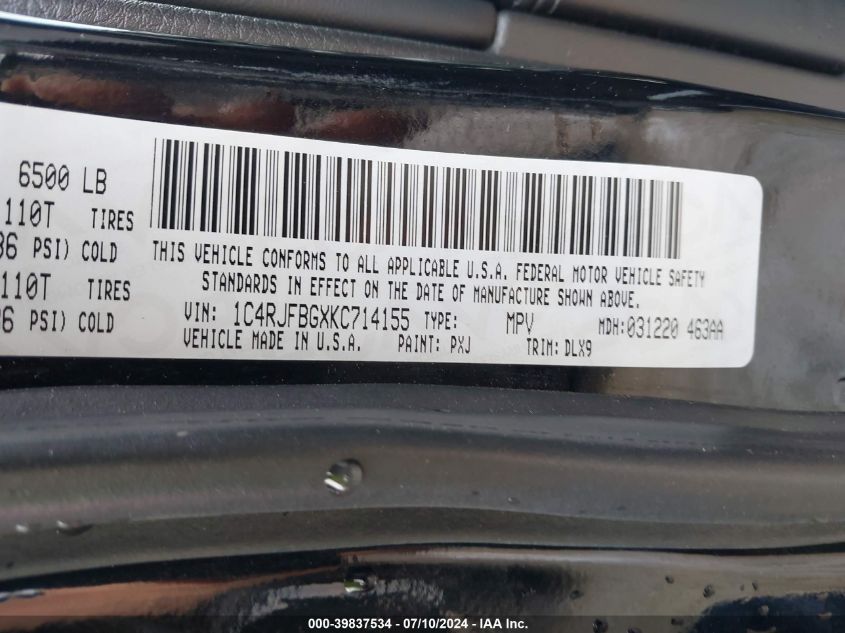 6500 LB
110T TIRES
36 PSI) COLD
110T TIRES
36 PSI) COLD
THIS VEHICLE CONFORMS TO ALL APPLICABLE U.S.A. FEDERAL MOTOR VEHICLE SAFETY
STANDARDS IN EFFECT ON THE DATE OF MANUFACTURE SHOWN ABOVE.
VIN: 1C4RJFBGXKC714155 TYPE: MPV MDH: 031220 463AA
VEHICLE MADE IN U.S.A. PAINT: PXJ TRIM: DLX9
000-39837534 - 07/10/2024 - IAA Inc.